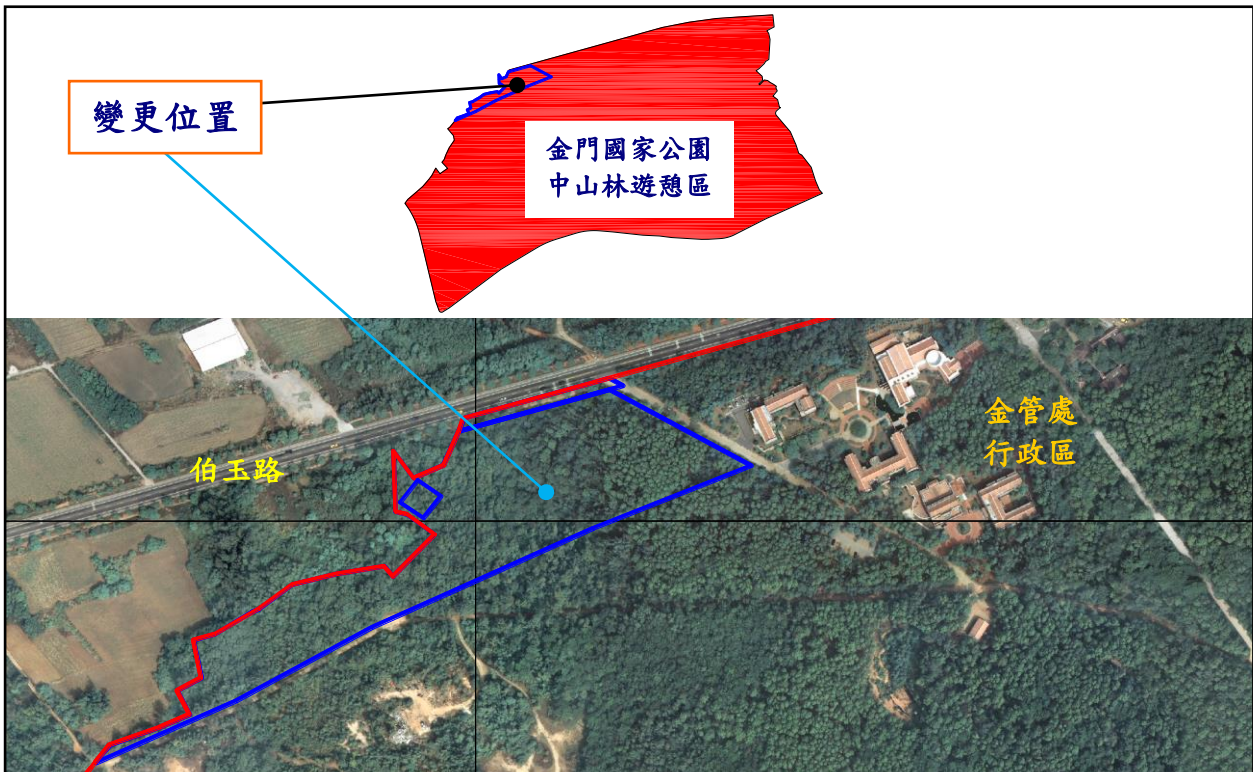 變更位置
金門國家公園
中山林遊憩區
金管處
行政區
伯玉路